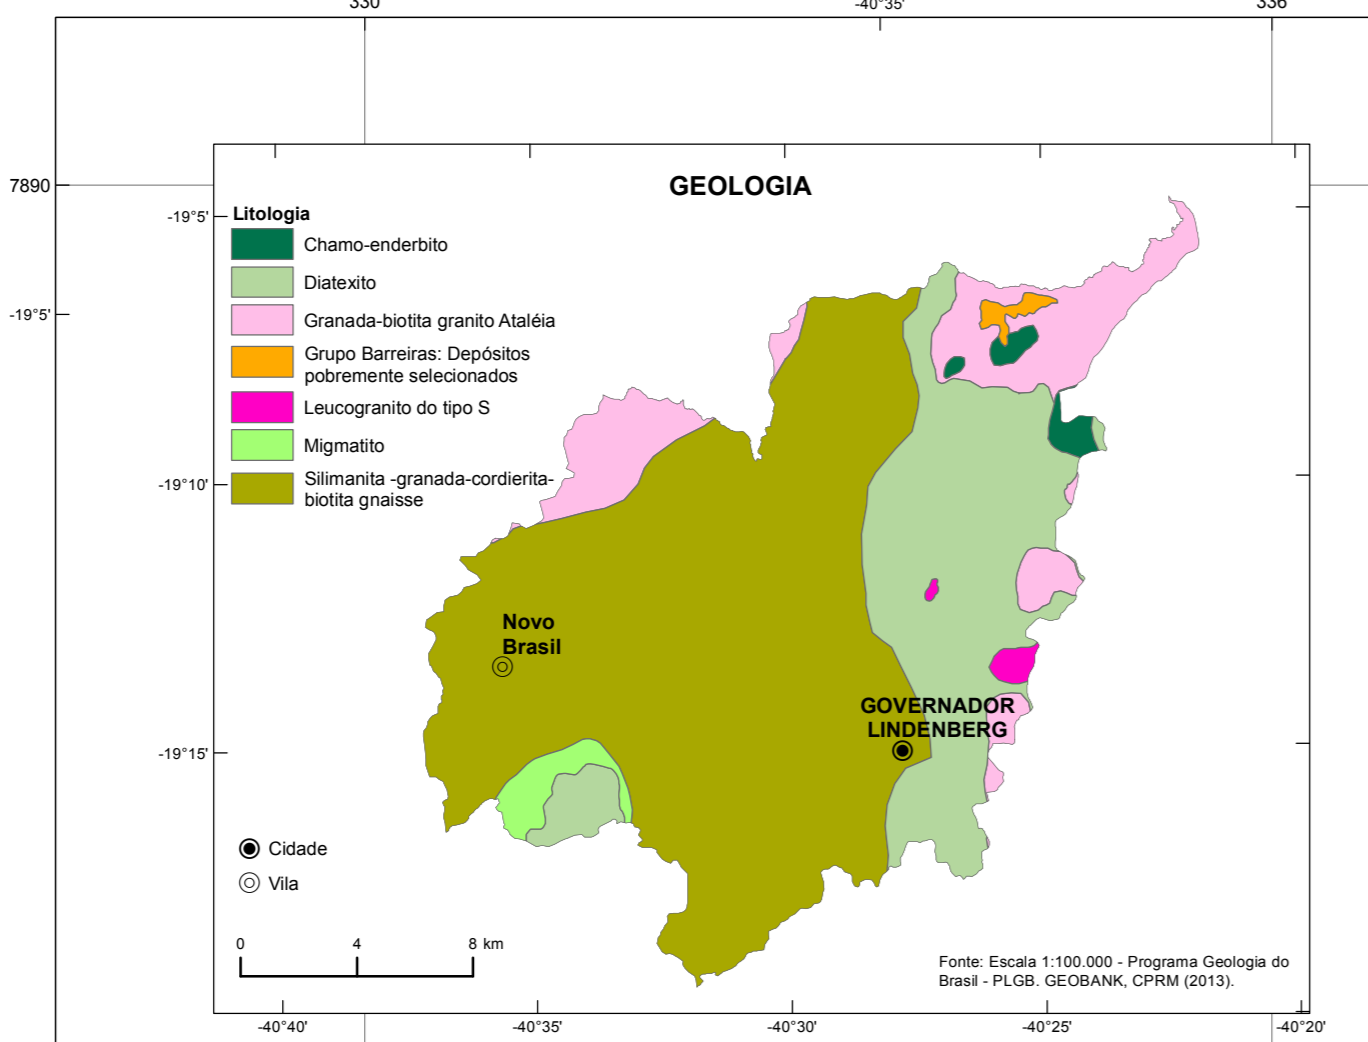 330
-40°35'
336
7890
GEOLOGIA
-19°5'
Litologia
Chamo-enderbito
Diatexito
-19°5'
Granada-biotita granito Ataléia
Grupo Barreiras: Depósitos
pobremente selecionados
Leucogranito do tipo S
Migmatito
Silimanita -granada-cordierita-
biotita gnaisse
-19°10'
Novo
Brasil
GOVERNADOR
LINDENBERG
-19°15'
Cidade
Vila
0 4 8 km
Fonte: Escala 1:100.000 - Programa Geologia do
Brasil - PLGB. GEOBANK, CPRM (2013).
-40°40' -40°35' -40°30' -40°25' -40°20'